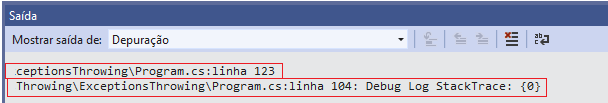 Saída
Mostrar saída de: Depuração
ceptionsThrowing\Program.cs:linha 123
Throwing\ExceptionsThrowing\Program.cs:linha 104: Debug Log StackTrace: {0}